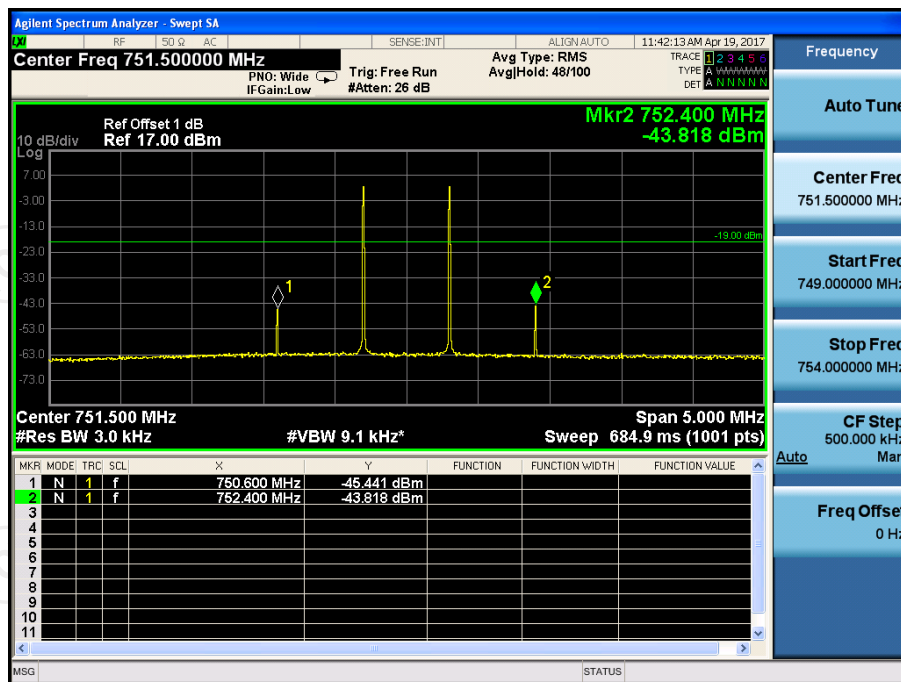 Agilent Spectrum Analyzer - Swept SA
LXI RF 50 Ω AC SENSE:INT ALIGN AUTO 11:42:13 AM Apr 19, 2017
Center Freq 751.500000 MHz
PNO: Wide
IFGain:Low
Trig: Free Run
#Atten: 26 dB
Avg Type: RMS
Avg|Hold: 48/100
TRACE 1 2 3 4 5 6
TYPE A WWWWWW
DET A N N N N N
Mkr2 752.400 MHz
-43.818 dBm
Ref Offset 1 dB
10 dB/div Ref 17.00 dBm
Log
7.00
-3.00
-13.0
-23.0
-33.0
-43.0
-53.0
-63.0
-73.0
-19.00 dBm
1
2
Center 751.500 MHz Span 5.000 MHz
#Res BW 3.0 kHz #VBW 9.1 kHz* Sweep 684.9 ms (1001 pts)
MKR MODE TRC SCL X Y FUNCTION FUNCTION WIDTH FUNCTION VALUE
1 N 1 f 750.600 MHz -45.441 dBm
2 N 1 f 752.400 MHz -43.818 dBm
3
4
5
6
7
8
9
10
11
MSG STATUS
Frequency
Auto Tune
Center Freq
751.500000 MHz
Start Freq
749.000000 MHz
Stop Freq
754.000000 MHz
CF Step
500.000 kHz
Auto Man
Freq Offset
0 Hz